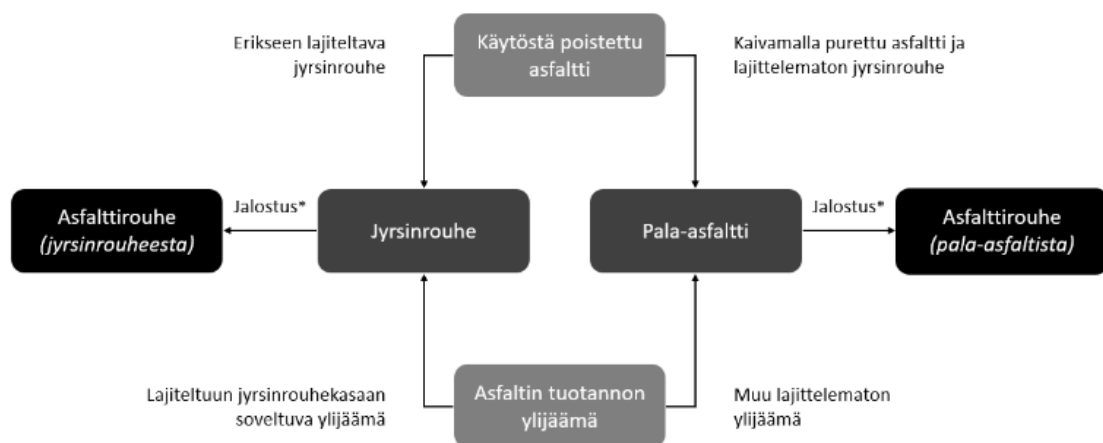 Erikseen lajiteltava
jyrsinrouhe
Käytöstä poistettu
asfaltti
Kaivamalla purettu asfaltti ja
lajittelematon jyrsinrouhe
Asfalttirouhe
(jyrsinrouheesta)
Jalostus*
Jyrsinrouhe
Pala-asfaltti
Jalostus*
Asfalttirouhe
(pala-asfaltista)
Lajiteltuun jyrsinrouhekasaan
soveltuva ylijäämä
Asfaltin tuotannon
ylijäämä
Muu lajittelematon
ylijäämä